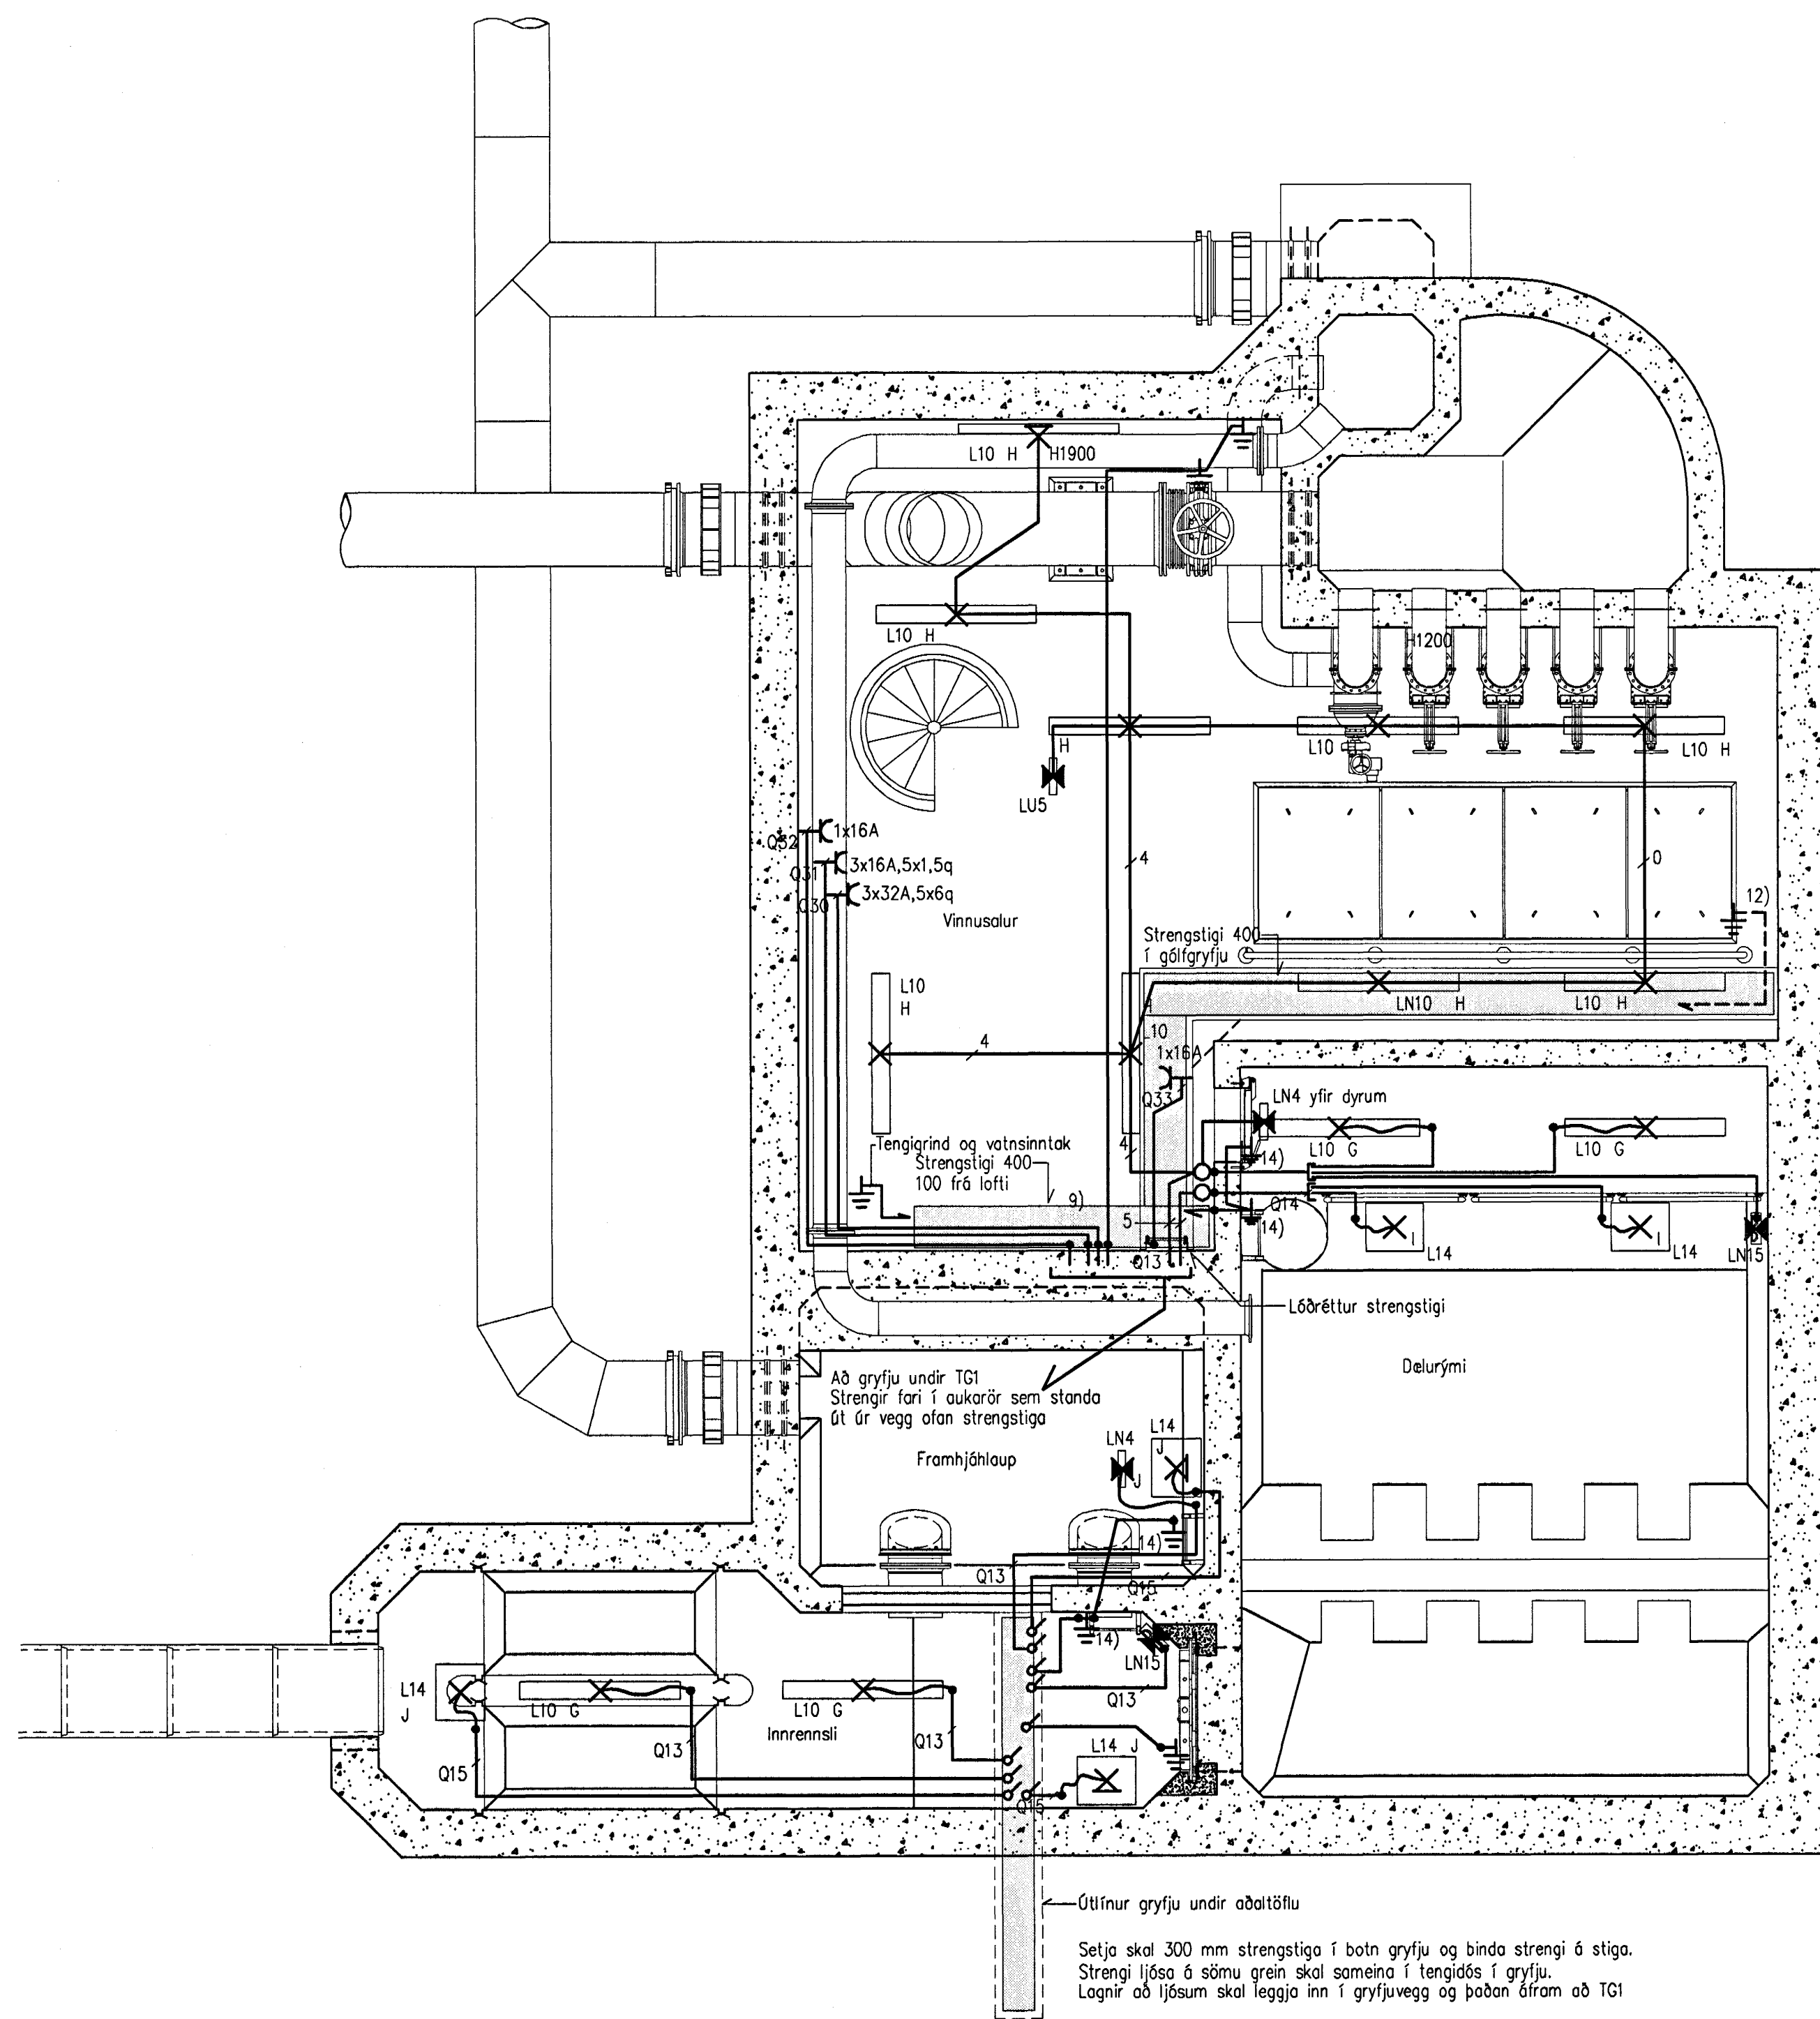 L10 H
H1900
L10 H
H1200
H
L10
L10 H
LU5
Q52
1x16A
Q31
3x16A,5x1,5q
Q30
3x32A,5x6q
4
0
12)
Vinnusalur
Strengstigi 400
í gólfgryfju
L10
H
LN10 H
L10 H
L10
4
1x16A
Q33
LN4 yfir dyrum
4
Tengigrind og vatnsinntak
Strengstigi 400
100 frá lofti
9)
L10 G
L10 G
14)
Q14
5
14)
I
L14
I
L14
LN15
Q13
Lóðréttur strengstigi
Dælurými
Að gryfju undir TG1
Strengir fari í aukarör sem standa
út úr vegg ofan strengstiga
L14
J
LN4
J
Framhjáhlaup
14)
Q13
Q15
14)
LN15
L14
J
L10 G
L10 G
Q13
Innrennsli
Q13
Q13
Q15
L14 J
Q15
Útlínur gryfju undir aðaltöflu
Setja skal 300 mm strengstiga í botn gryfju og binda strengi á stiga.
Strengi ljósa á sömu grein skal sameina í tengidós í gryfju.
Lagnir að ljósum skal leggja inn í gryfjuvegg og þaðan áfram að TG1